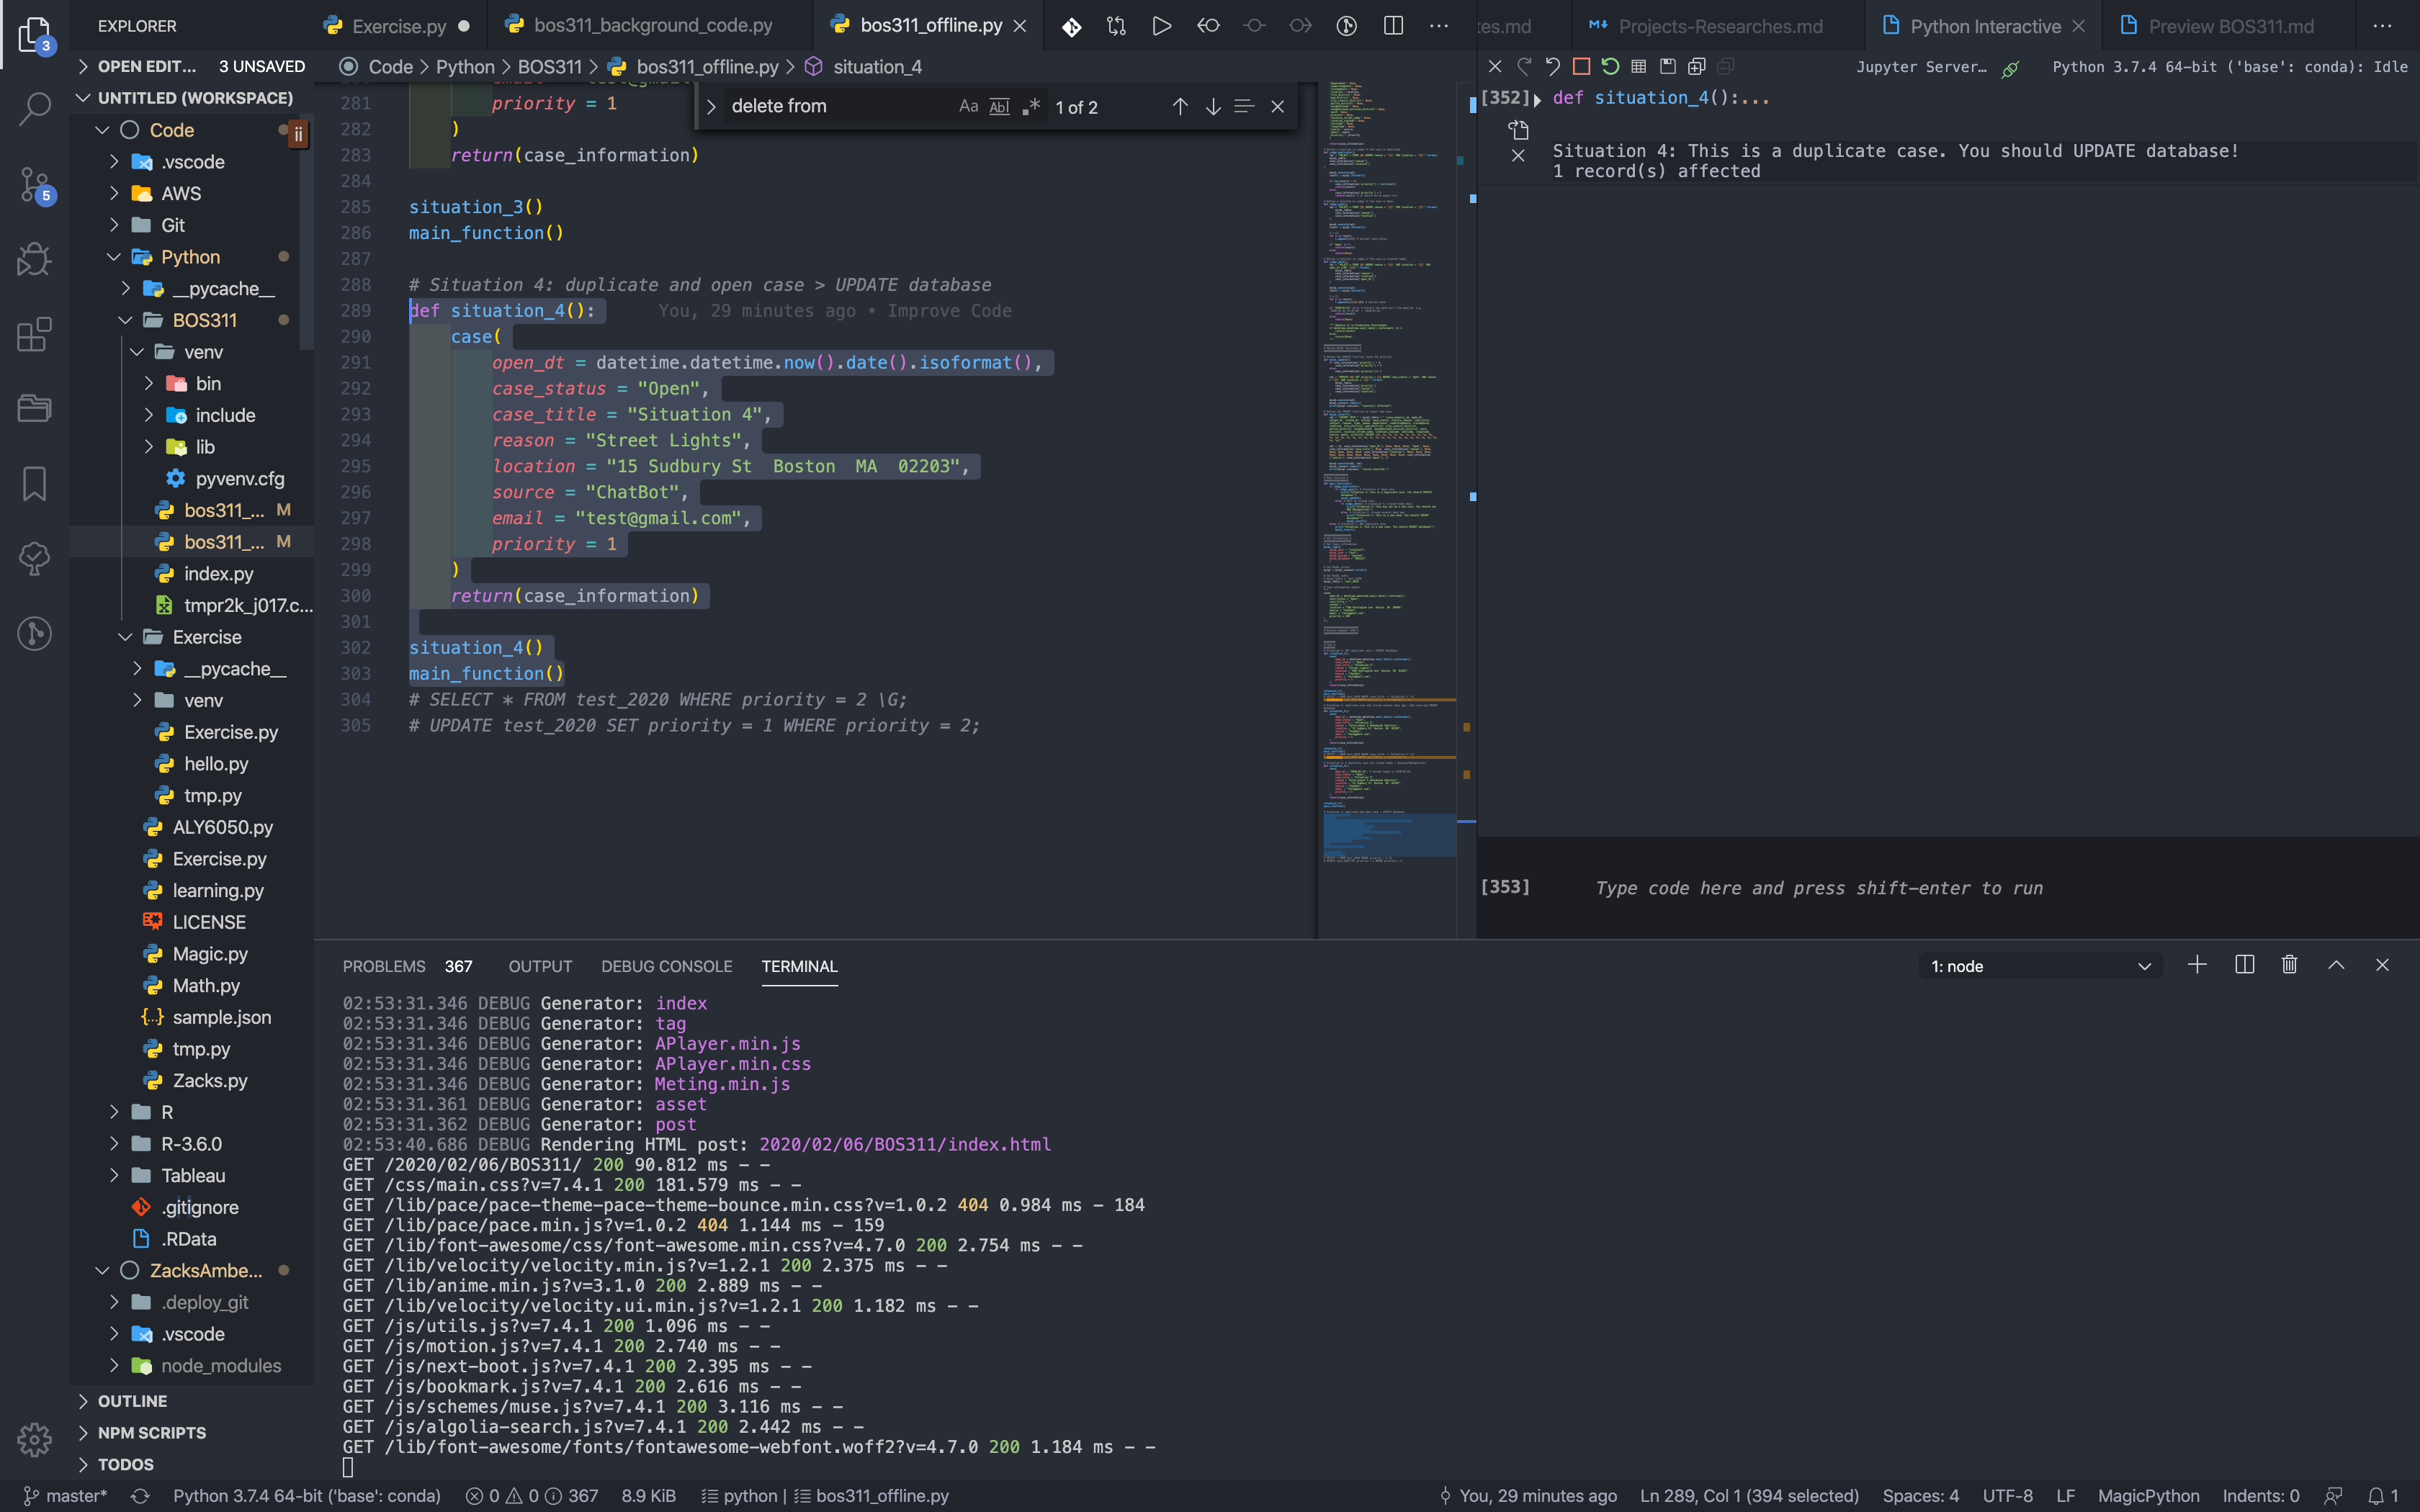 EXPLORER
Exercise.py
bos311_background_code.py
bos311_offline.py
tes.md
Projects-Researches.md
Python Interactive
Preview BOS311.md
3
5
OPEN EDIT... 3 UNSAVED
UNTITLED (WORKSPACE)
Code
ii
.vscode
AWS
Git
Python
__pycache__
BOS311
venv
bin
include
lib
pyvenv.cfg
bos311_... M
bos311_... M
index.py
tmpr2k_j017.c...
Exercise
__pycache__
venv
Exercise.py
hello.py
tmp.py
ALY6050.py
Exercise.py
learning.py
LICENSE
Magic.py
Math.py
sample.json
tmp.py
Zacks.py
R
R-3.6.0
Tableau
.gitignore
.RData
ZacksAmbe...
.deploy_git
.vscode
node_modules
OUTLINE
NPM SCRIPTS
TODOS
Code > Python > BOS311 > bos311_offline.py > situation_4
delete from Aa Abl .* 1 of 2
281 priority = 1
282 )
283 return(case_information)
284
285 situation_3()
286 main_function()
287
288 # Situation 4: duplicate and open case > UPDATE database
289 def situation_4(): You, 29 minutes ago • Improve Code
290 case(
291 open_dt = datetime.datetime.now().date().isoformat(),
292 case_status = "Open",
293 case_title = "Situation 4",
294 reason = "Street Lights",
295 location = "15 Sudbury St  Boston  MA  02203",
296 source = "ChatBot",
297 email = "test@gmail.com",
298 priority = 1
299 )
300 return(case_information)
301
302 situation_4()
303 main_function()
304 # SELECT * FROM test_2020 WHERE priority = 2 \G;
305 # UPDATE test_2020 SET priority = 1 WHERE priority = 2;
Jupyter Server… Python 3.7.4 64-bit ('base': conda): Idle
[352] def situation_4():...
Situation 4: This is a duplicate case. You should UPDATE database!
1 record(s) affected
[353] Type code here and press shift-enter to run
PROBLEMS 367 OUTPUT DEBUG CONSOLE TERMINAL
1: node
02:53:31.346 DEBUG Generator: index
02:53:31.346 DEBUG Generator: tag
02:53:31.346 DEBUG Generator: APlayer.min.js
02:53:31.346 DEBUG Generator: APlayer.min.css
02:53:31.346 DEBUG Generator: Meting.min.js
02:53:31.361 DEBUG Generator: asset
02:53:31.362 DEBUG Generator: post
02:53:40.686 DEBUG Rendering HTML post: 2020/02/06/BOS311/index.html
GET /2020/02/06/BOS311/ 200 90.812 ms - -
GET /css/main.css?v=7.4.1 200 181.579 ms - -
GET /lib/pace/pace-theme-pace-theme-bounce.min.css?v=1.0.2 404 0.984 ms - 184
GET /lib/pace/pace.min.js?v=1.0.2 404 1.144 ms - 159
GET /lib/font-awesome/css/font-awesome.min.css?v=4.7.0 200 2.754 ms - -
GET /lib/velocity/velocity.min.js?v=1.2.1 200 2.375 ms - -
GET /lib/anime.min.js?v=3.1.0 200 2.889 ms - -
GET /lib/velocity/velocity.ui.min.js?v=1.2.1 200 1.182 ms - -
GET /js/utils.js?v=7.4.1 200 1.096 ms - -
GET /js/motion.js?v=7.4.1 200 2.740 ms - -
GET /js/next-boot.js?v=7.4.1 200 2.395 ms - -
GET /js/bookmark.js?v=7.4.1 200 2.616 ms - -
GET /js/schemes/muse.js?v=7.4.1 200 3.116 ms - -
GET /js/algolia-search.js?v=7.4.1 200 2.442 ms - -
GET /lib/font-awesome/fonts/fontawesome-webfont.woff2?v=4.7.0 200 1.184 ms - -
master* Python 3.7.4 64-bit ('base': conda) 0 0 367 8.9 KiB python | bos311_offline.py
You, 29 minutes ago Ln 289, Col 1 (394 selected) Spaces: 4 UTF-8 LF MagicPython Indents: 0 1